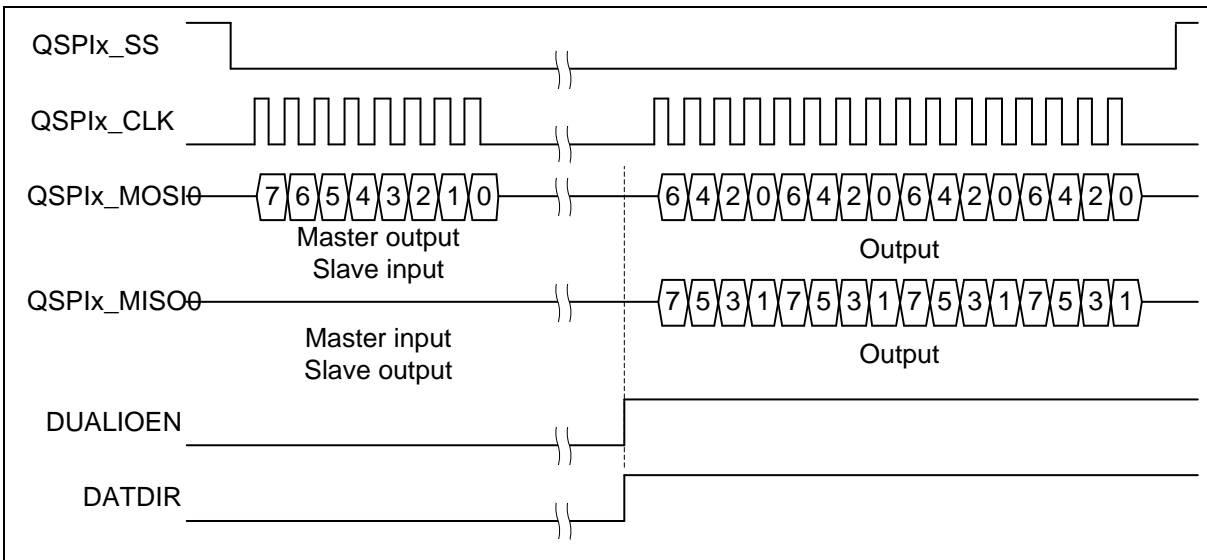 QSPIx_SS
QSPIx_CLK
QSPIx_MOSI0 7 6 5 4 3 2 1 0 6 4 2 0 6 4 2 0 6 4 2 0 6 4 2 0
Master output
Slave input
Output
QSPIx_MISO0 7 5 3 1 7 5 3 1 7 5 3 1 7 5 3 1
Master input
Slave output
Output
DUALIOEN
DATDIR